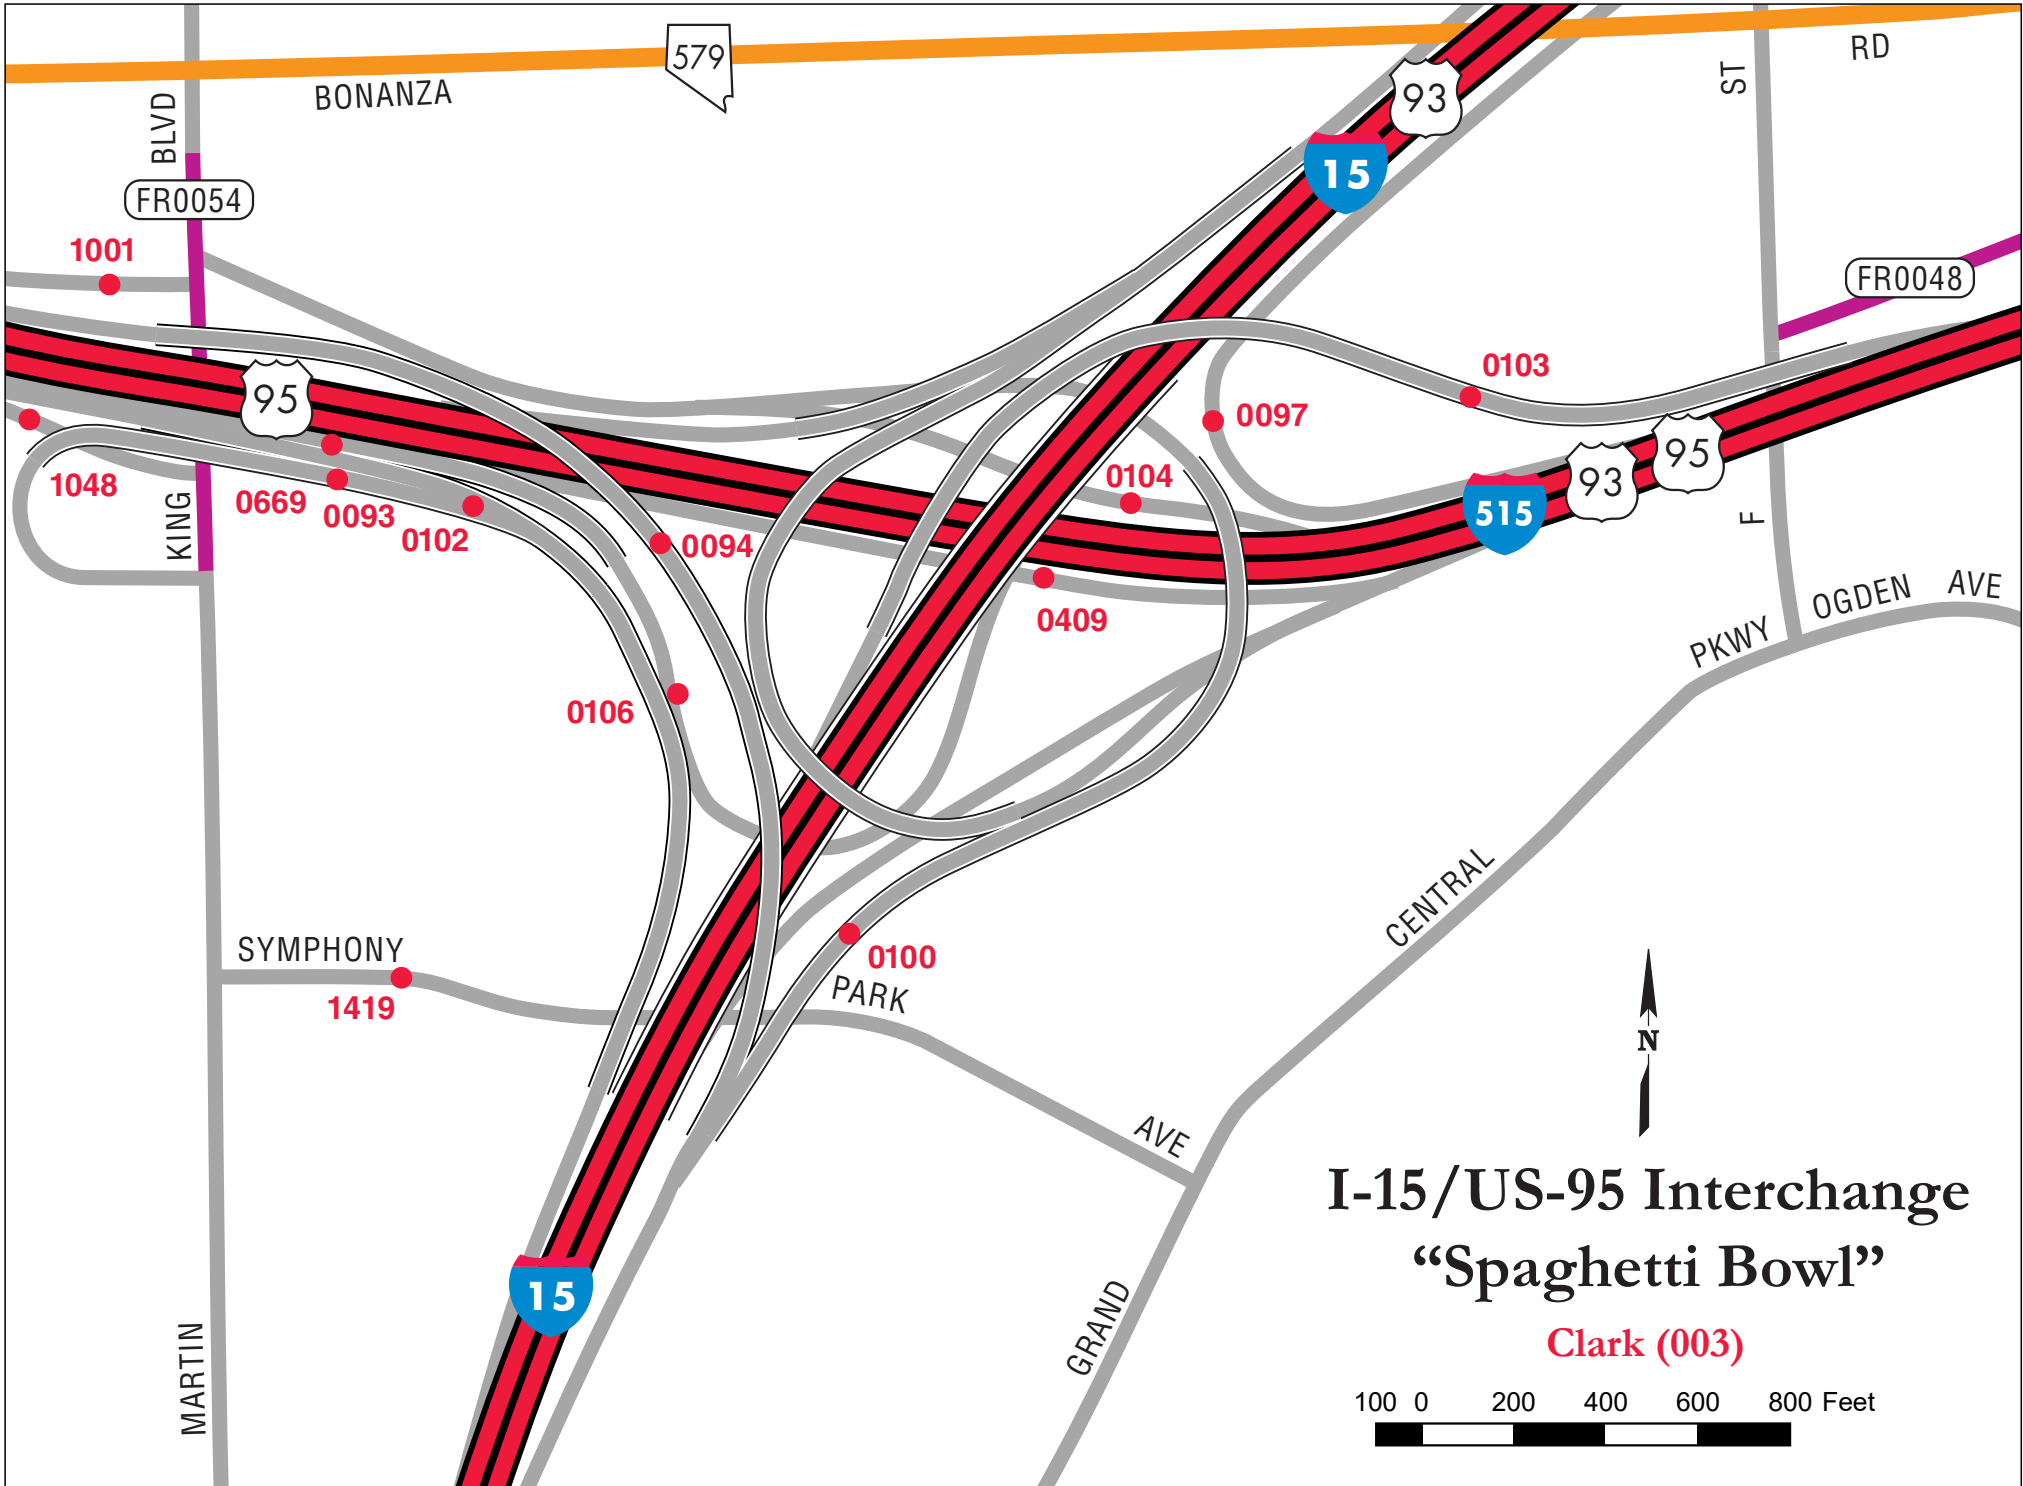 579
93
RD
ST
BONANZA
BLVD
15
FR0054
1001
FR0048
0103
95
0097
95
93
0104
1048
0669
0093
0102
515
KING
F
0094
0409
OGDEN AVE
PKWY
0106
CENTRAL
SYMPHONY
0100
PARK
1419
N
AVE
I-15/US-95 Interchange
“Spaghetti Bowl”
Clark (003)
15
GRAND
MARTIN
100 0 200 400 600 800 Feet